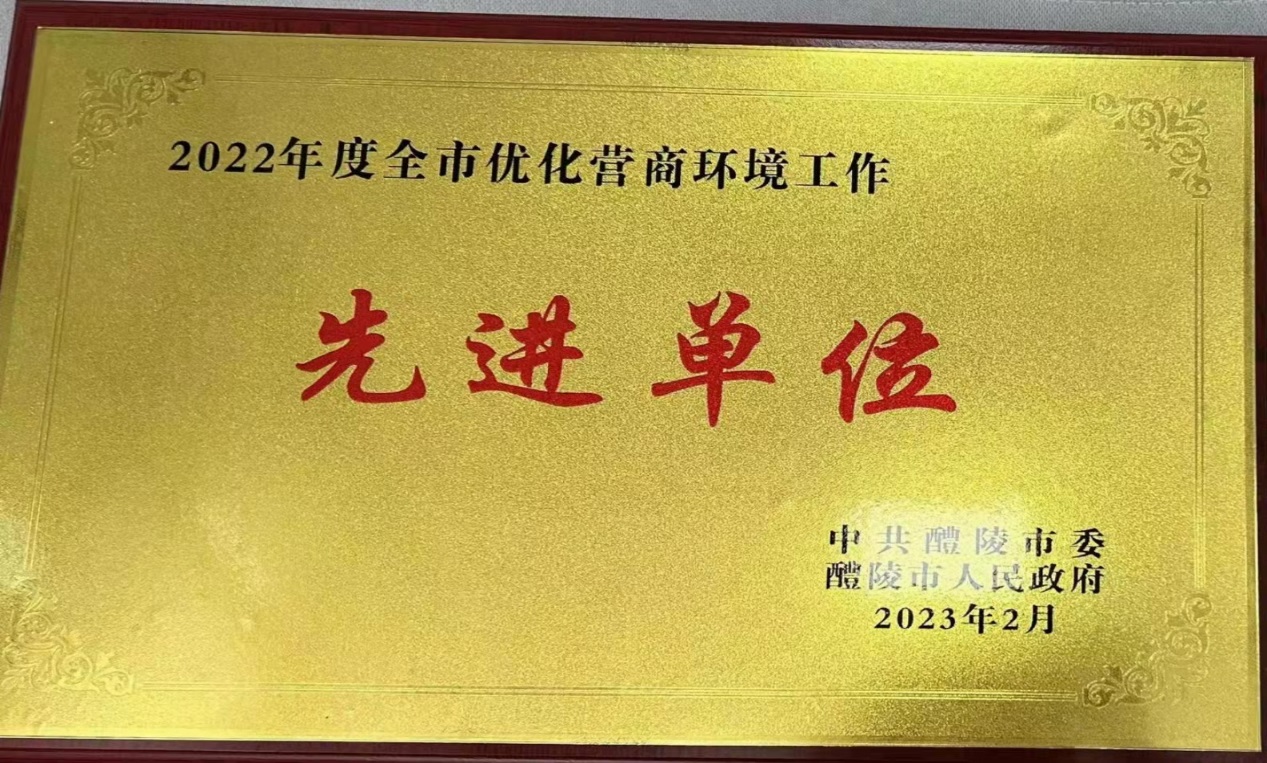 2022年度全市优化营商环境工作
先进单位
中共醴陵市委
醴陵市人民政府
2023年2月